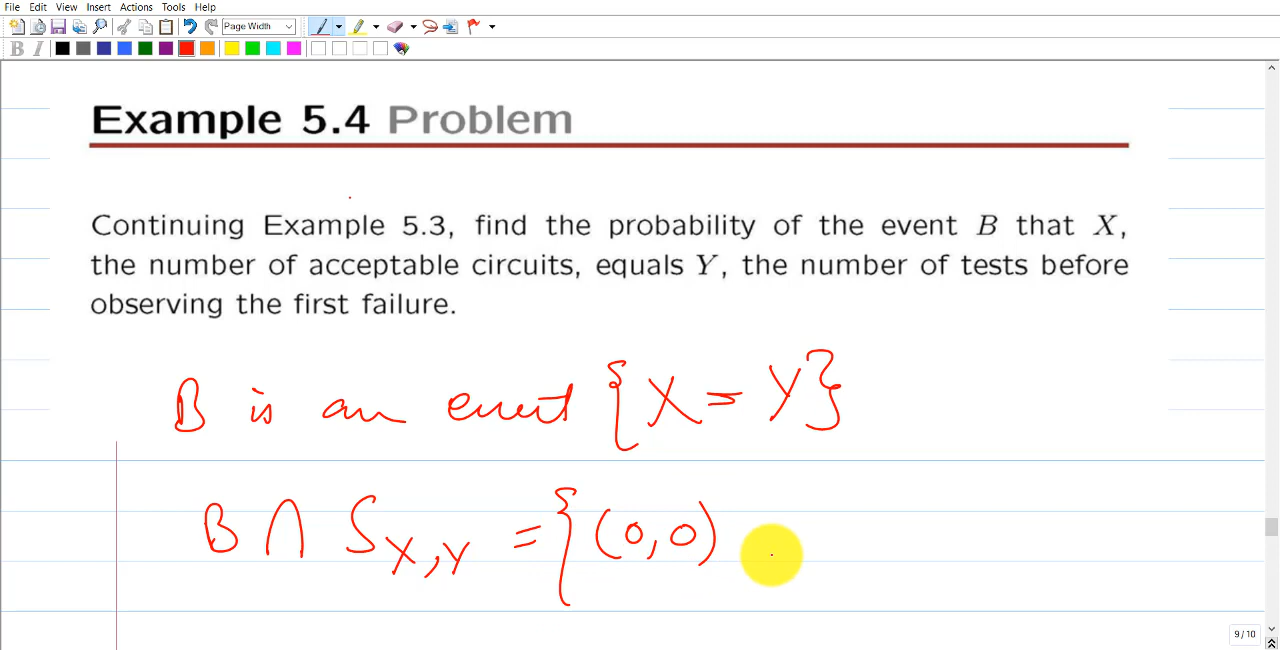 File Edit View Insert Actions Tools Help
Page Width
B I
Example 5.4 Problem
Continuing Example 5.3, find the probability of the event B that X,
the number of acceptable circuits, equals Y, the number of tests before
observing the first failure.
B is an event {X = Y}
B ∩ S_{X,Y} = { (0,0)
9 / 10